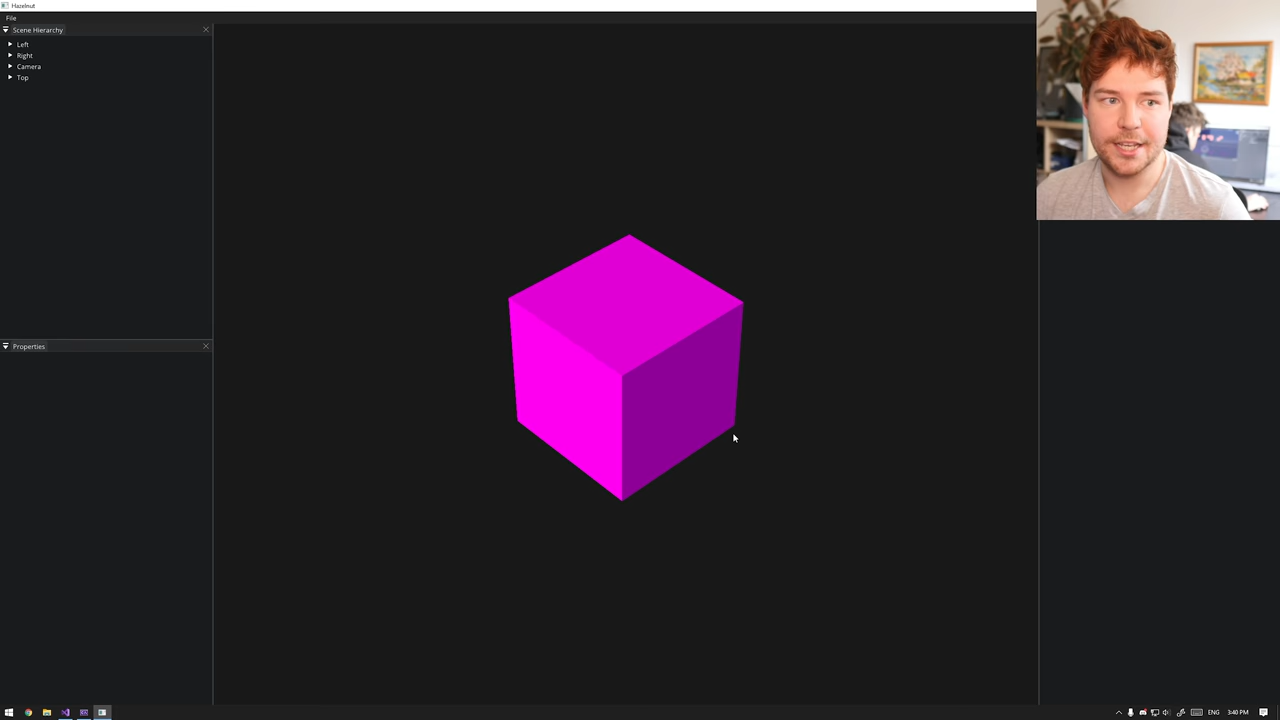 Hazelnut
File
Scene Hierarchy
Left
Right
Camera
Top
Properties
ENG
3:40 PM